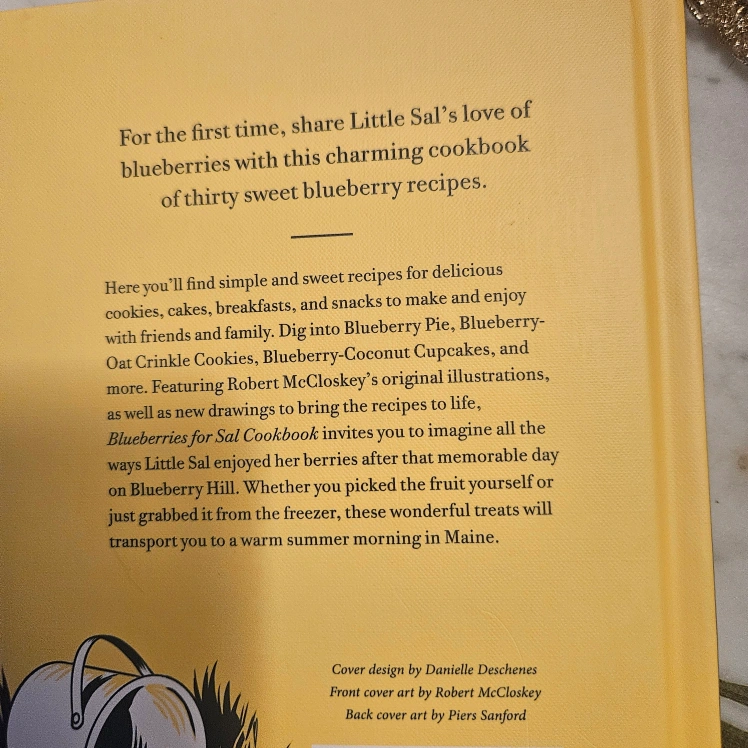 For the first time, share Little Sal's love of
blueberries with this charming cookbook
of thirty sweet blueberry recipes.
Here you'll find simple and sweet recipes for delicious
cookies, cakes, breakfasts, and snacks to make and enjoy
with friends and family. Dig into Blueberry Pie, Blueberry-
Oat Crinkle Cookies, Blueberry-Coconut Cupcakes, and
more. Featuring Robert McCloskey's original illustrations,
as well as new drawings to bring the recipes to life,
Blueberries for Sal Cookbook invites you to imagine all the
ways Little Sal enjoyed her berries after that memorable day
on Blueberry Hill. Whether you picked the fruit yourself or
just grabbed it from the freezer, these wonderful treats will
transport you to a warm summer morning in Maine.
Cover design by Danielle Deschenes
Front cover art by Robert McCloskey
Back cover art by Piers Sanford